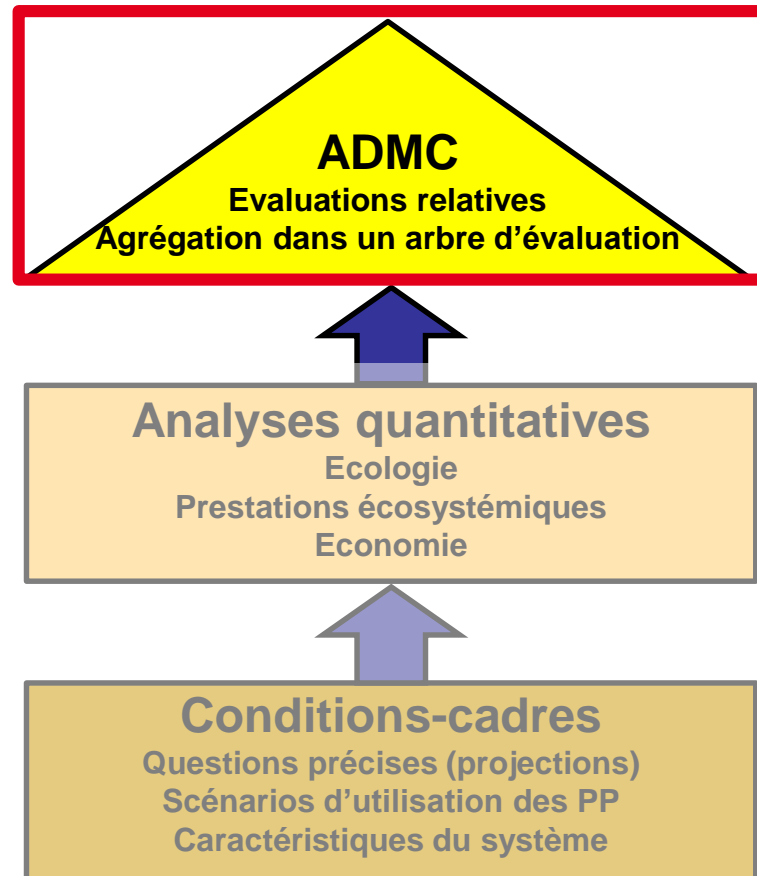 ADMC
Evaluations relatives
Agrégation dans un arbre d’évaluation
Analyses quantitatives
Ecologie
Prestations écosystémiques
Economie
Conditions-cadres
Questions précises (projections)
Scénarios d’utilisation des PP
Caractéristiques du système